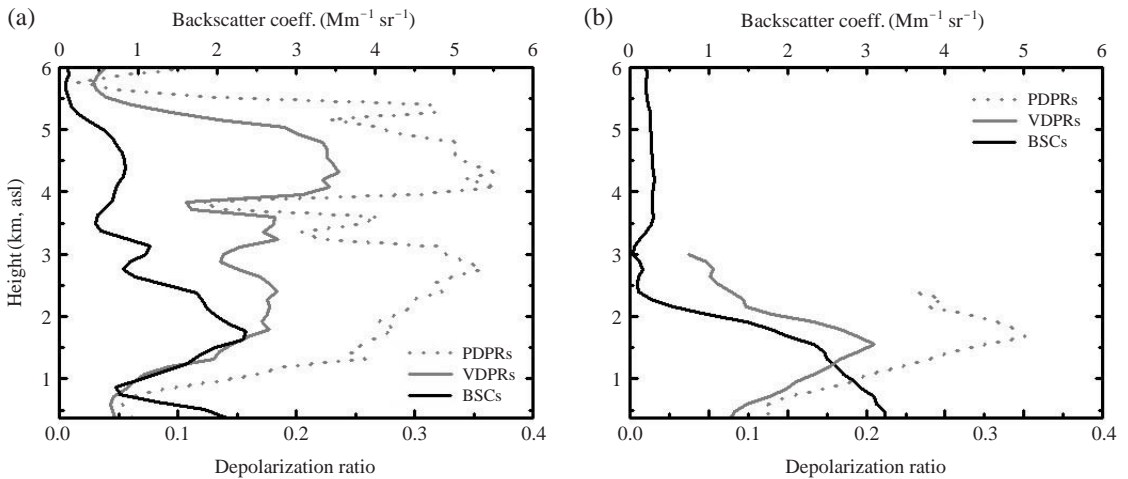 (a)
Backscatter coeff. (Mm⁻¹ sr⁻¹)
0 1 2 3 4 5 6
6
5
4
3
2
1
Height (km, asl)
PDPRs
VDPRs
BSCs
0.0 0.1 0.2 0.3 0.4
Depolarization ratio
(b)
Backscatter coeff. (Mm⁻¹ sr⁻¹)
0 1 2 3 4 5 6
6
5
4
3
2
1
PDPRs
VDPRs
BSCs
0.0 0.1 0.2 0.3 0.4
Depolarization ratio